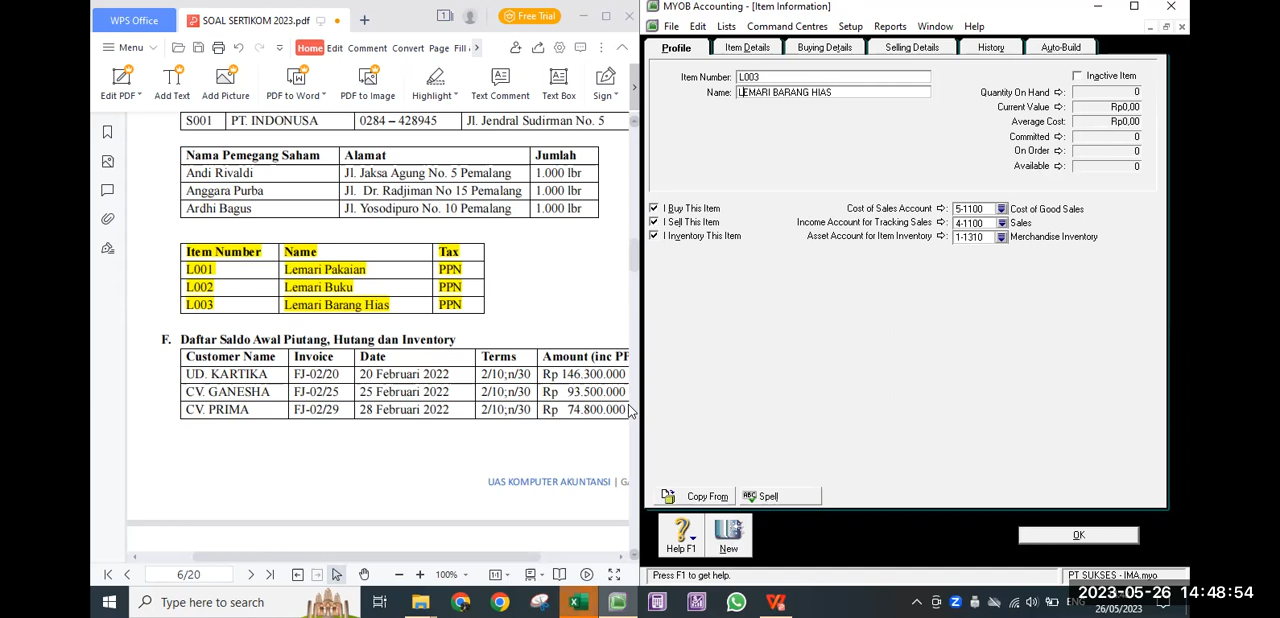 WPS Office
SOAL SERTIKOM 2023.pdf
Free Trial
Menu
Home Edit Comment Convert Page Fill
Edit PDF Add Text Add Picture PDF to Word PDF to Image Highlight Text Comment Text Box Sign
S001 PT. INDONUSA 0284 – 428945 Jl. Jendral Sudirman No. 5
Nama Pemegang Saham Alamat Jumlah
Andi Rivaldi Jl. Jaksa Agung No. 5 Pemalang 1.000 lbr
Anggara Purba Jl. Dr. Radjiman No 15 Pemalang 1.000 lbr
Ardhi Bagus Jl. Yosodipuro No. 10 Pemalang 1.000 lbr
Item Number Name Tax
L001 Lemari Pakaian PPN
L002 Lemari Buku PPN
L003 Lemari Barang Hias PPN
F. Daftar Saldo Awal Piutang, Hutang dan Inventory
Customer Name Invoice Date Terms Amount (inc PP
UD. KARTIKA FJ-02/20 20 Februari 2022 2/10;n/30 Rp 146.300.000
CV. GANESHA FJ-02/25 25 Februari 2022 2/10;n/30 Rp 93.500.000
CV. PRIMA FJ-02/29 28 Februari 2022 2/10;n/30 Rp 74.800.000
UAS KOMPUTER AKUNTANSI |
6/20
100%
MYOB Accounting - [Item Information]
File Edit Lists Command Centres Setup Reports Window Help
Profile Item Details Buying Details Selling Details History Auto-Build
Item Number: L003
Name: LEMARI BARANG HIAS
Inactive Item
Quantity On Hand 0
Current Value Rp0,00
Average Cost: Rp0,00
Committed 0
On Order: 0
Available 0
I Buy This Item Cost of Sales Account 5-1100 Cost of Good Sales
I Sell This Item Income Account for Tracking Sales 4-1100 Sales
I Inventory This Item Asset Account for Item Inventory 1-1310 Merchandise Inventory
Copy From ABC Spell
Help F1 New OK
Press F1 to get help. PT SUKSES - IMA.myo
Type here to search
ENG
2023-05-26 14:48:54
26/05/2023